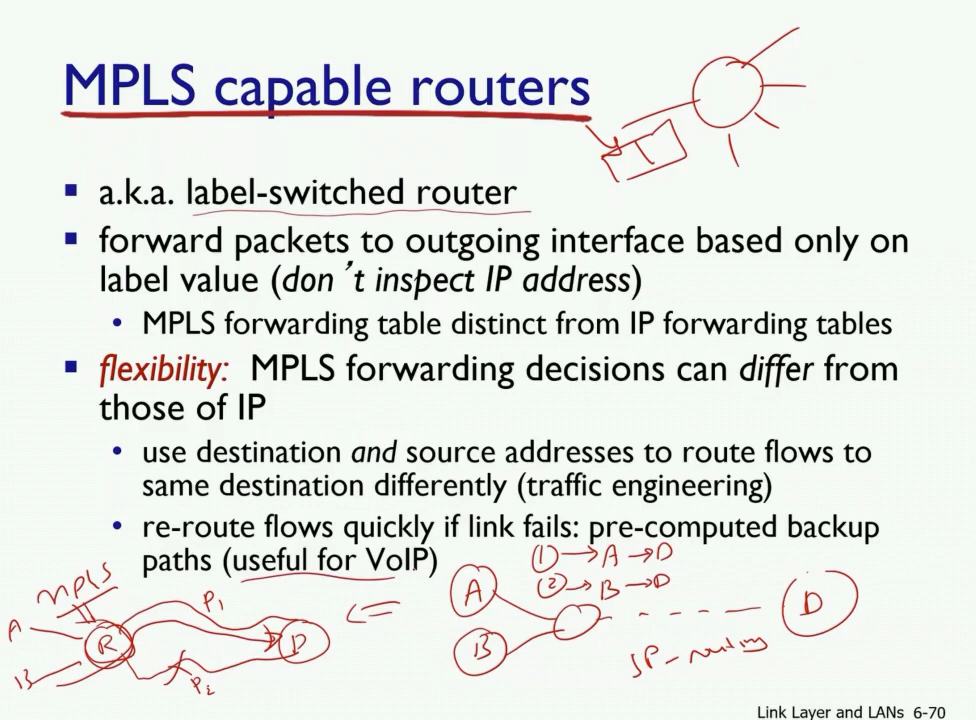 MPLS capable routers
T
▪ a.k.a. label-switched router
▪ forward packets to outgoing interface based only on
label value (don ’t inspect IP address)
• MPLS forwarding table distinct from IP forwarding tables
▪ flexibility: MPLS forwarding decisions can differ from
those of IP
• use destination and source addresses to route flows to
same destination differently (traffic engineering)
• re-route flows quickly if link fails: pre-computed backup
paths (useful for VoIP)
① → A → D
② → B → D
MPLS
P1
A
R
D
B
P2
A
B
D
SP-routing
Link Layer and LANs 6-70